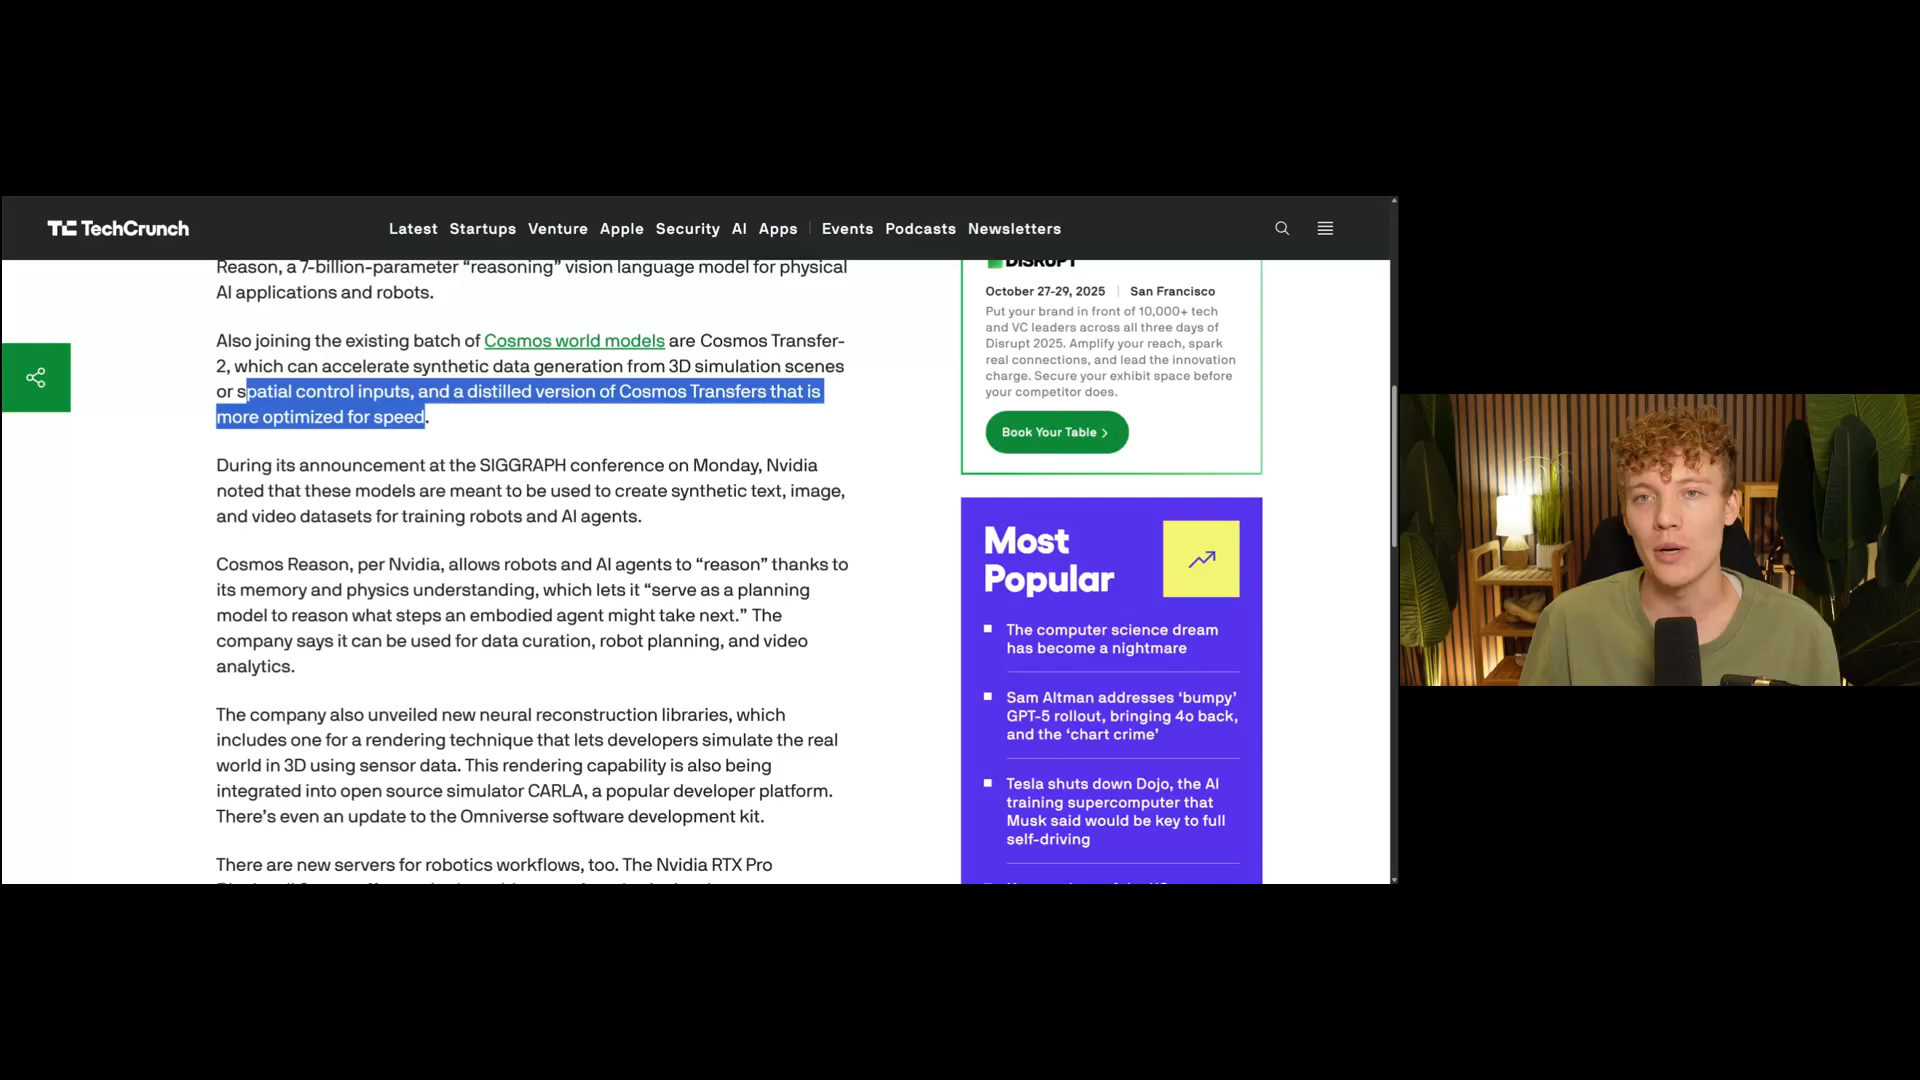 TechCrunch
Latest Startups Venture Apple Security AI Apps Events Podcasts Newsletters
Reason, a 7-billion-parameter “reasoning” vision language model for physical
AI applications and robots.
Also joining the existing batch of Cosmos world models are Cosmos Transfer-
2, which can accelerate synthetic data generation from 3D simulation scenes
or spatial control inputs, and a distilled version of Cosmos Transfers that is
more optimized for speed.
During its announcement at the SIGGRAPH conference on Monday, Nvidia
noted that these models are meant to be used to create synthetic text, image,
and video datasets for training robots and AI agents.
Cosmos Reason, per Nvidia, allows robots and AI agents to “reason” thanks to
its memory and physics understanding, which lets it “serve as a planning
model to reason what steps an embodied agent might take next.” The
company says it can be used for data curation, robot planning, and video
analytics.
The company also unveiled new neural reconstruction libraries, which
includes one for a rendering technique that lets developers simulate the real
world in 3D using sensor data. This rendering capability is also being
integrated into open source simulator CARLA, a popular developer platform.
There’s even an update to the Omniverse software development kit.
There are new servers for robotics workflows, too. The Nvidia RTX Pro
DISRUPT
October 27-29, 2025 San Francisco
Put your brand in front of 10,000+ tech
and VC leaders across all three days of
Disrupt 2025. Amplify your reach, spark
real connections, and lead the innovation
charge. Secure your exhibit space before
your competitor does.
Book Your Table
Most
Popular
The computer science dream
has become a nightmare
Sam Altman addresses ‘bumpy’
GPT-5 rollout, bringing 4o back,
and the ‘chart crime’
Tesla shuts down Dojo, the AI
training supercomputer that
Musk said would be key to full
self-driving